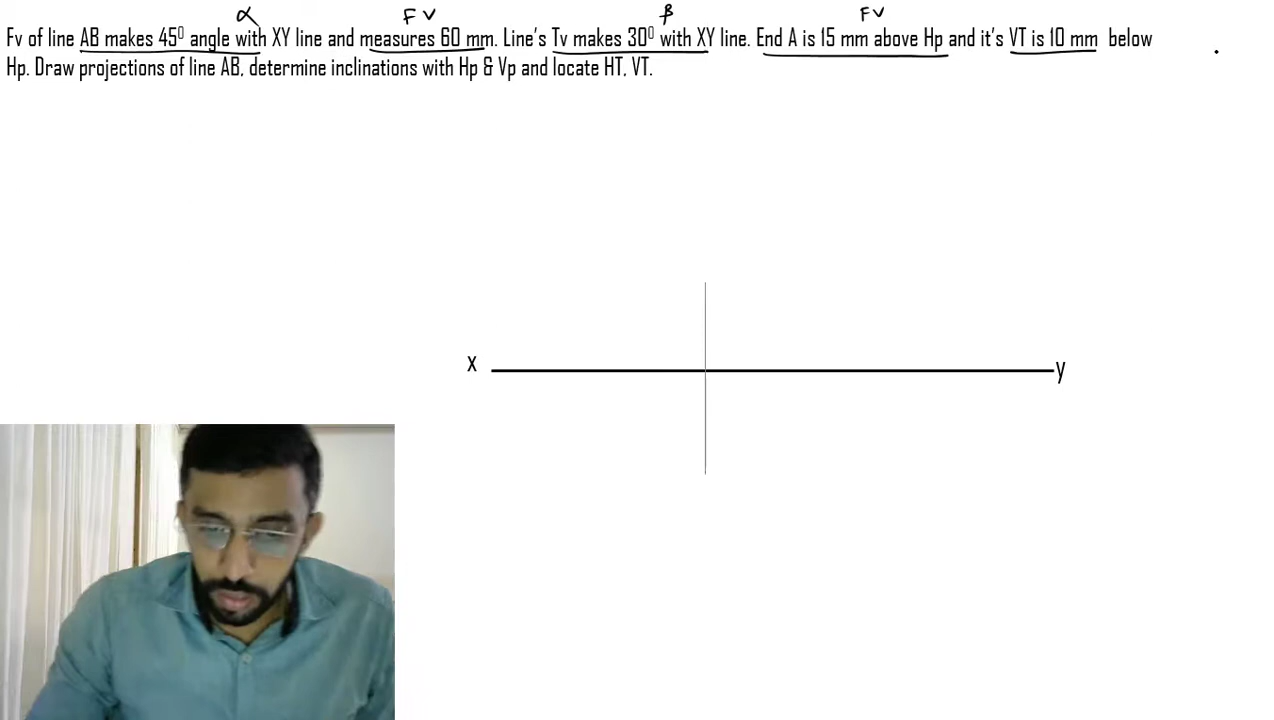 α FV β FV
Fv of line AB makes 45⁰ angle with XY line and measures 60 mm. Line's Tv makes 30⁰ with XY line. End A is 15 mm above Hp and it's VT is 10 mm below
Hp. Draw projections of line AB, determine inclinations with Hp & Vp and locate HT, VT.
x
y